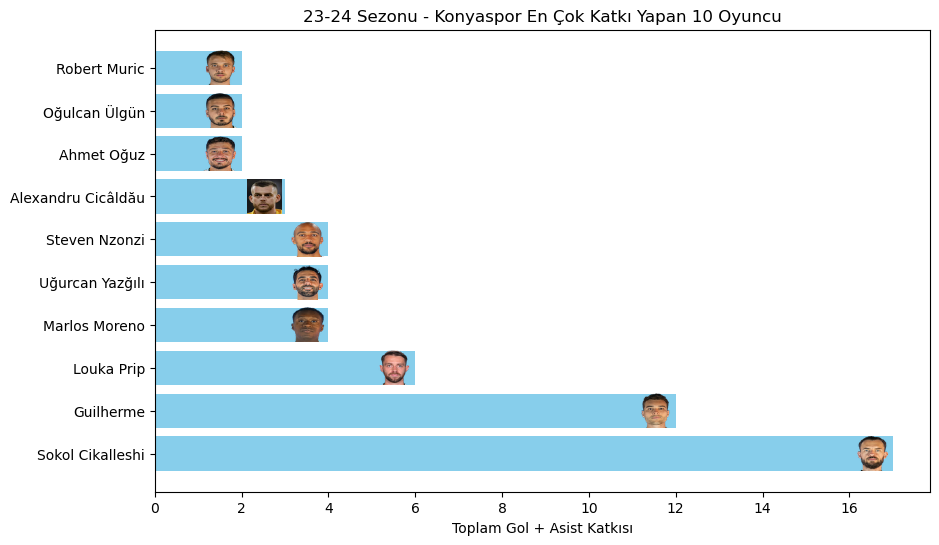 23-24 Sezonu - Konyaspor En Çok Katkı Yapan 10 Oyuncu
Robert Muric
Oğulcan Ülgün
Ahmet Oğuz
Alexandru Cicâldău
Steven Nzonzi
Uğurcan Yazğılı
Marlos Moreno
Louka Prip
Guilherme
Sokol Cikalleshi
0 2 4 6 8 10 12 14 16
Toplam Gol + Asist Katkısı